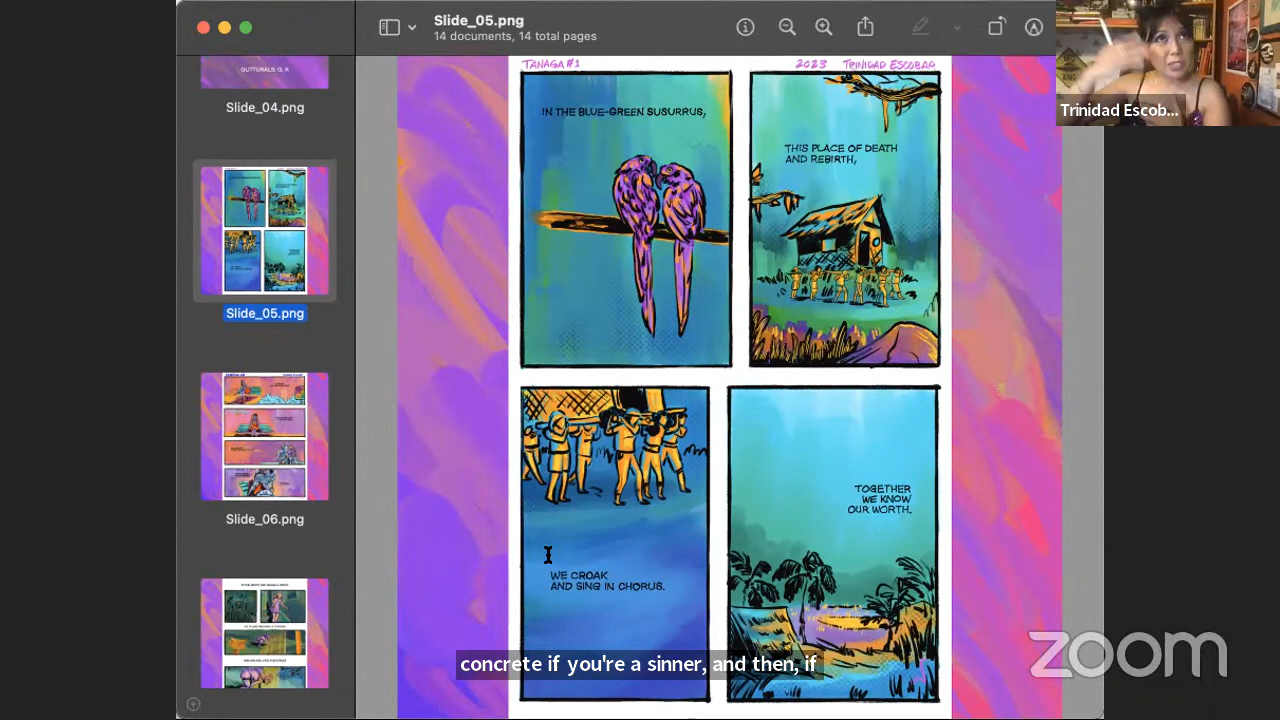 Slide_05.png
14 documents, 14 total pages
Trinidad Escob...
GUTTURALS: G, K
Slide_04.png
Slide_05.png
Slide_06.png
TANAGA #1
2023 TRINIDAD ESCOBAR
IN THE BLUE-GREEN SUSURRUS,
THIS PLACE OF DEATH
AND REBIRTH,
WE CROAK
AND SING IN CHORUS.
TOGETHER
WE KNOW
OUR WORTH.
concrete if you're a sinner, and then, if
zoom